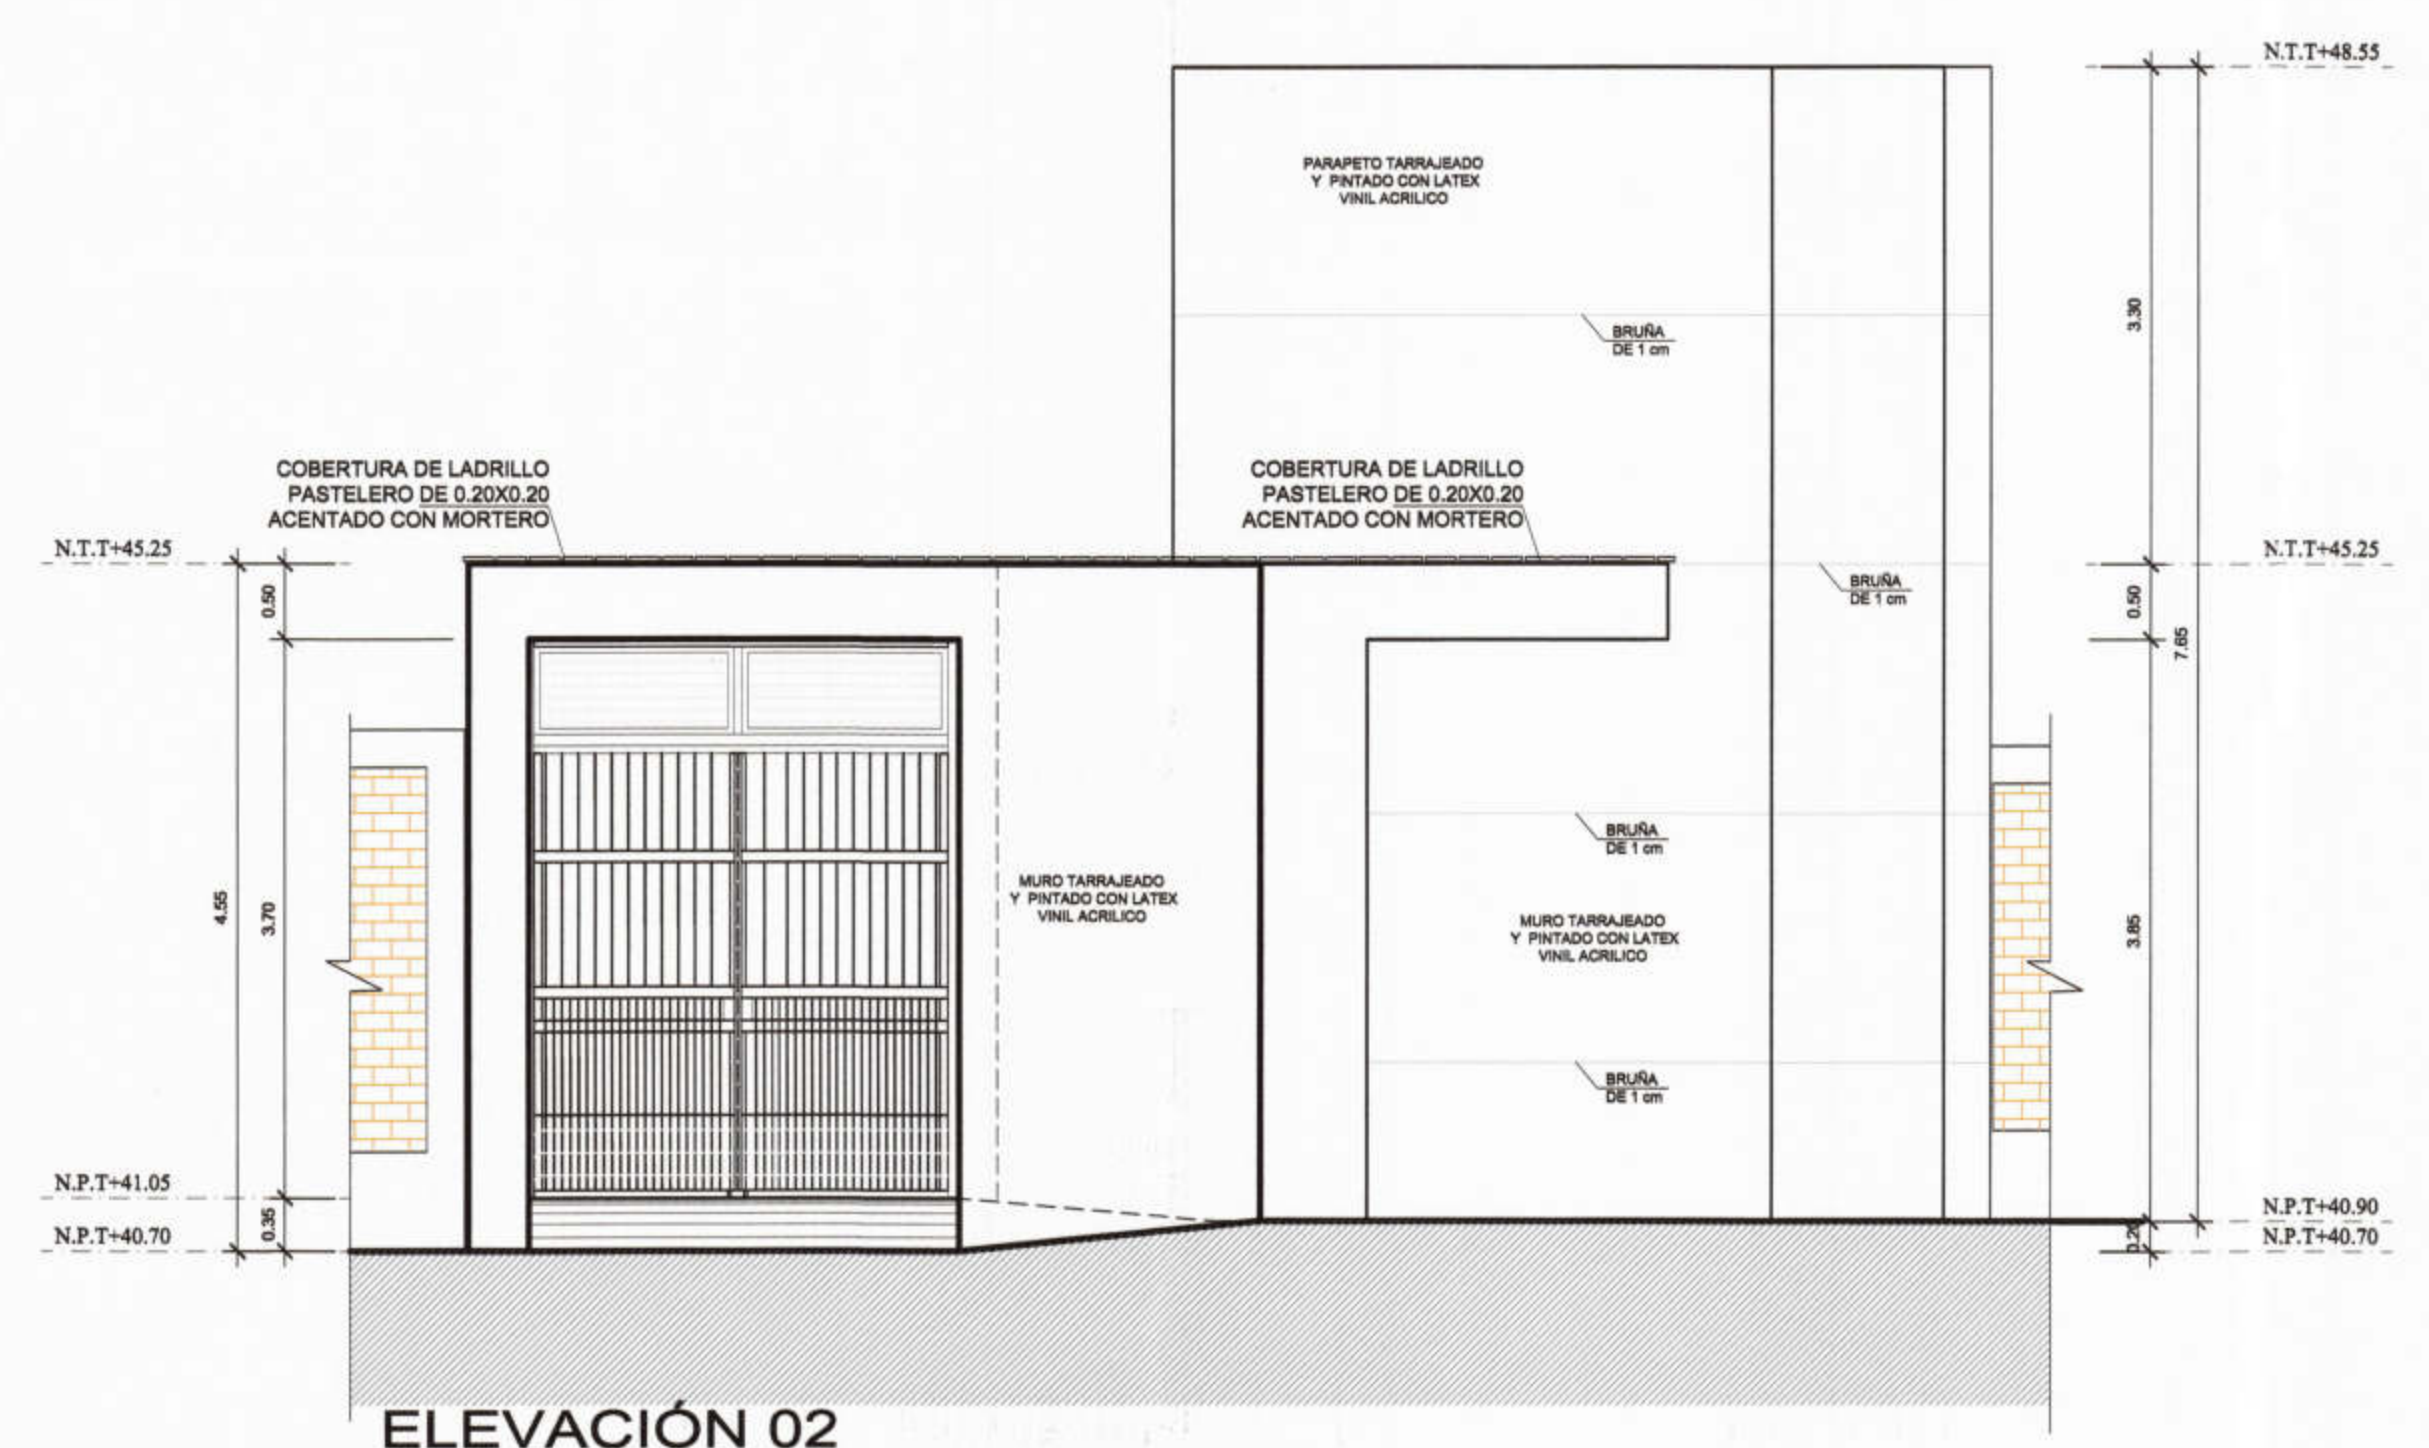 N.T.T+48.55
PARAPETO TARRAJEADO
Y PINTADO CON LATEX
VINIL ACRILICO
3.30
BRUÑA
DE 1 cm
COBERTURA DE LADRILLO
PASTELERO DE 0.20X0.20
ACENTADO CON MORTERO
COBERTURA DE LADRILLO
PASTELERO DE 0.20X0.20
ACENTADO CON MORTERO
N.T.T+45.25
N.T.T+45.25
0.50
BRUÑA
DE 1 cm
0.50
7.65
BRUÑA
DE 1 cm
4.55
3.70
MURO TARRAJEADO
Y PINTADO CON LATEX
VINIL ACRILICO
MURO TARRAJEADO
Y PINTADO CON LATEX
VINIL ACRILICO
3.85
BRUÑA
DE 1 cm
N.P.T+41.05
0.35
N.P.T+40.70
N.P.T+40.90
N.P.T+40.70
ELEVACIÓN 02